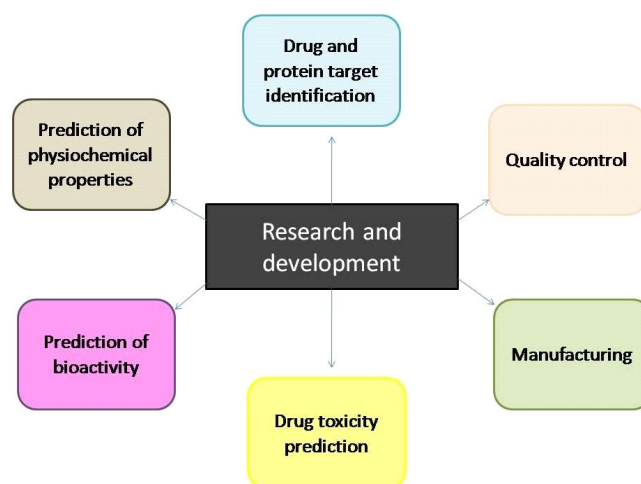 Drug and
protein target
identification
Prediction of
physiochemical
properties
Quality control
Research and
development
Prediction of
bioactivity
Manufacturing
Drug toxicity
prediction